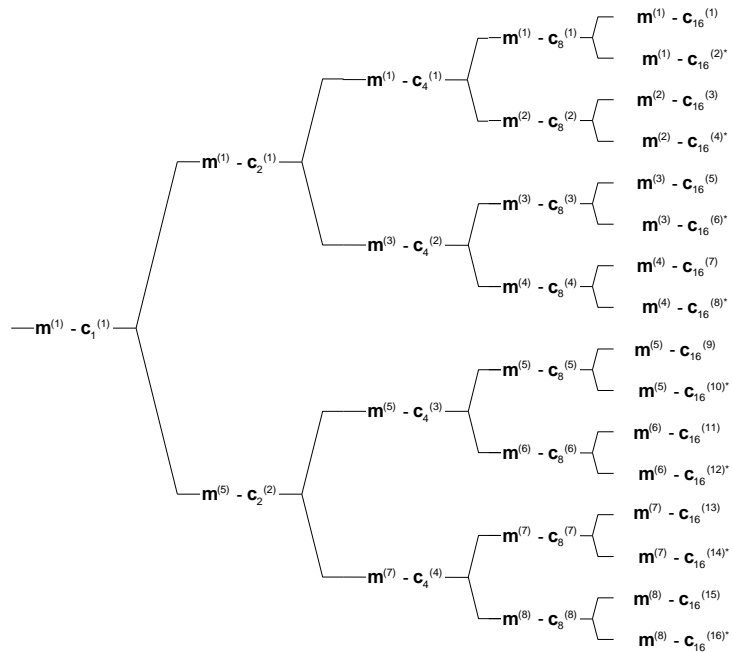 m⁽¹⁾ - c₁₆⁽¹⁾
m⁽¹⁾ - c₈⁽¹⁾
m⁽¹⁾ - c₁₆⁽²⁾*
m⁽¹⁾ - c₄⁽¹⁾
m⁽²⁾ - c₁₆⁽³⁾
m⁽²⁾ - c₈⁽²⁾
m⁽²⁾ - c₁₆⁽⁴⁾*
m⁽¹⁾ - c₂⁽¹⁾
m⁽³⁾ - c₁₆⁽⁵⁾
m⁽³⁾ - c₈⁽³⁾
m⁽³⁾ - c₁₆⁽⁶⁾*
m⁽³⁾ - c₄⁽²⁾
m⁽⁴⁾ - c₁₆⁽⁷⁾
m⁽⁴⁾ - c₈⁽⁴⁾
m⁽⁴⁾ - c₁₆⁽⁸⁾*
m⁽¹⁾ - c₁⁽¹⁾
m⁽⁵⁾ - c₁₆⁽⁹⁾
m⁽⁵⁾ - c₈⁽⁵⁾
m⁽⁵⁾ - c₁₆⁽¹⁰⁾*
m⁽⁵⁾ - c₄⁽³⁾
m⁽⁶⁾ - c₁₆⁽¹¹⁾
m⁽⁶⁾ - c₈⁽⁶⁾
m⁽⁶⁾ - c₁₆⁽¹²⁾*
m⁽⁵⁾ - c₂⁽²⁾
m⁽⁷⁾ - c₁₆⁽¹³⁾
m⁽⁷⁾ - c₈⁽⁷⁾
m⁽⁷⁾ - c₁₆⁽¹⁴⁾*
m⁽⁷⁾ - c₄⁽⁴⁾
m⁽⁸⁾ - c₁₆⁽¹⁵⁾
m⁽⁸⁾ - c₈⁽⁸⁾
m⁽⁸⁾ - c₁₆⁽¹⁶⁾*